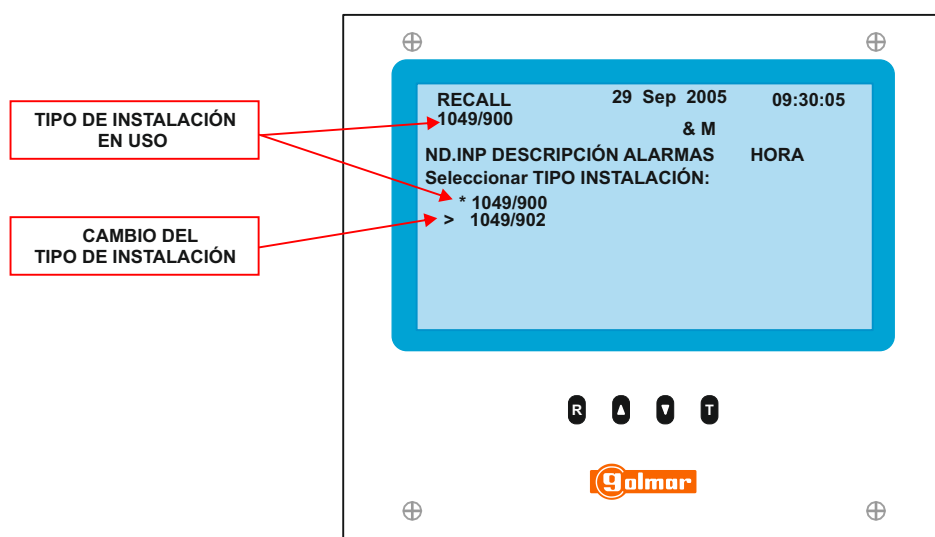 TIPO DE INSTALACIÓN
EN USO
CAMBIO DEL
TIPO DE INSTALACIÓN
RECALL 29 Sep 2005 09:30:05
1049/900
& M
ND.INP DESCRIPCIÓN ALARMAS HORA
Seleccionar TIPO INSTALACIÓN:
* 1049/900
> 1049/902
R T
golmar